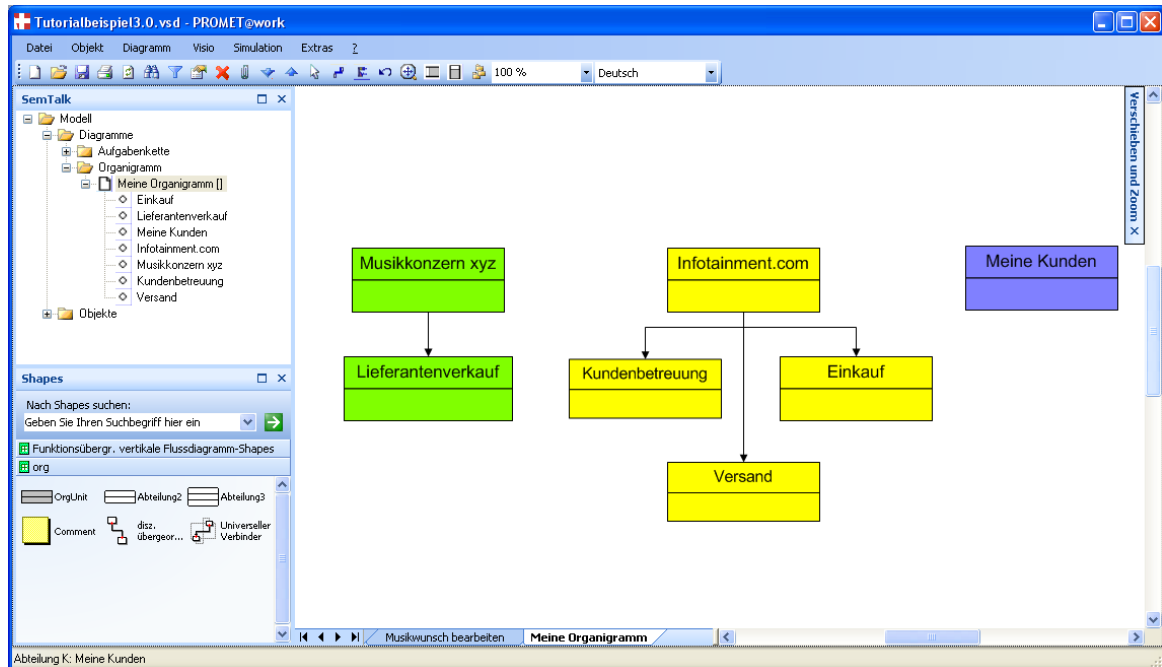 Tutorialbeispiel3.0.vsd - PROMET@work
Datei Objekt Diagramm Visio Simulation Extras ?
100 % Deutsch
SemTalk
Modell
Diagramme
Aufgabenkette
Organigramm
Meine Organigramm []
Einkauf
Lieferantenverkauf
Meine Kunden
Infotainment.com
Musikkonzern xyz
Kundenbetreuung
Versand
Objekte
Shapes
Nach Shapes suchen:
Geben Sie Ihren Suchbegriff hier ein
Funktionsübergr. vertikale Flussdiagramm-Shapes
org
OrgUnit Abteilung2 Abteilung3
Comment disz. übergeor... Universeller Verbinder
Verschieben und Zoom
Musikkonzern xyz
Infotainment.com
Meine Kunden
Lieferantenverkauf
Kundenbetreuung
Einkauf
Versand
Musikwunsch bearbeiten Meine Organigramm
Abteilung K: Meine Kunden